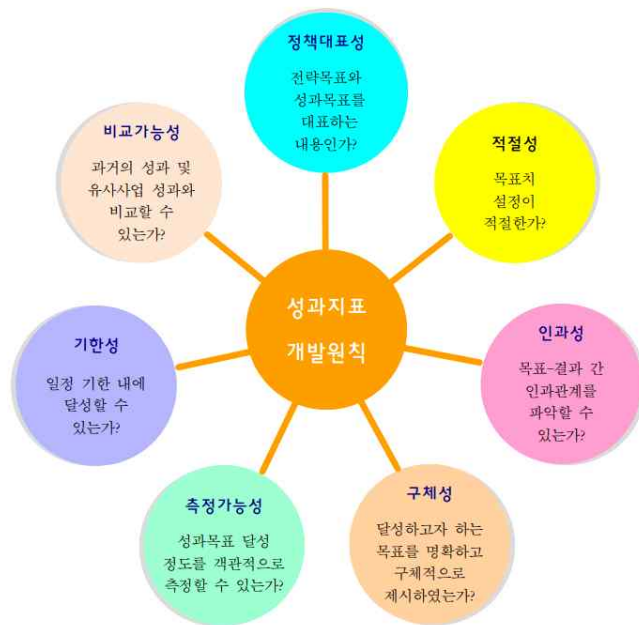 정책대표성
전략목표와
성과목표를
대표하는
내용인가?
적절성
목표치
설정이
적절한가?
인과성
목표-결과 간
인과관계를
파악할 수
있는가?
구체성
달성하고자 하는
목표를 명확하고
구체적으로
제시하였는가?
측정가능성
성과목표 달성
정도를 객관적으로
측정할 수 있는가?
기한성
일정 기한 내에
달성할 수
있는가?
비교가능성
과거의 성과 및
유사사업 성과와
비교할 수
있는가?
성과지표
개발원칙